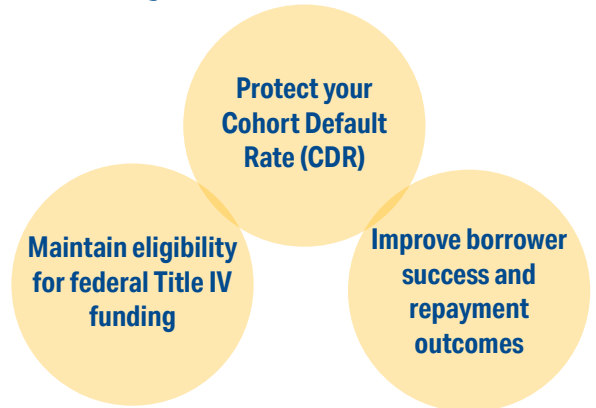 Protect your
Cohort Default
Rate (CDR)
Maintain eligibility
for federal Title IV
funding
Improve borrower
success and
repayment
outcomes